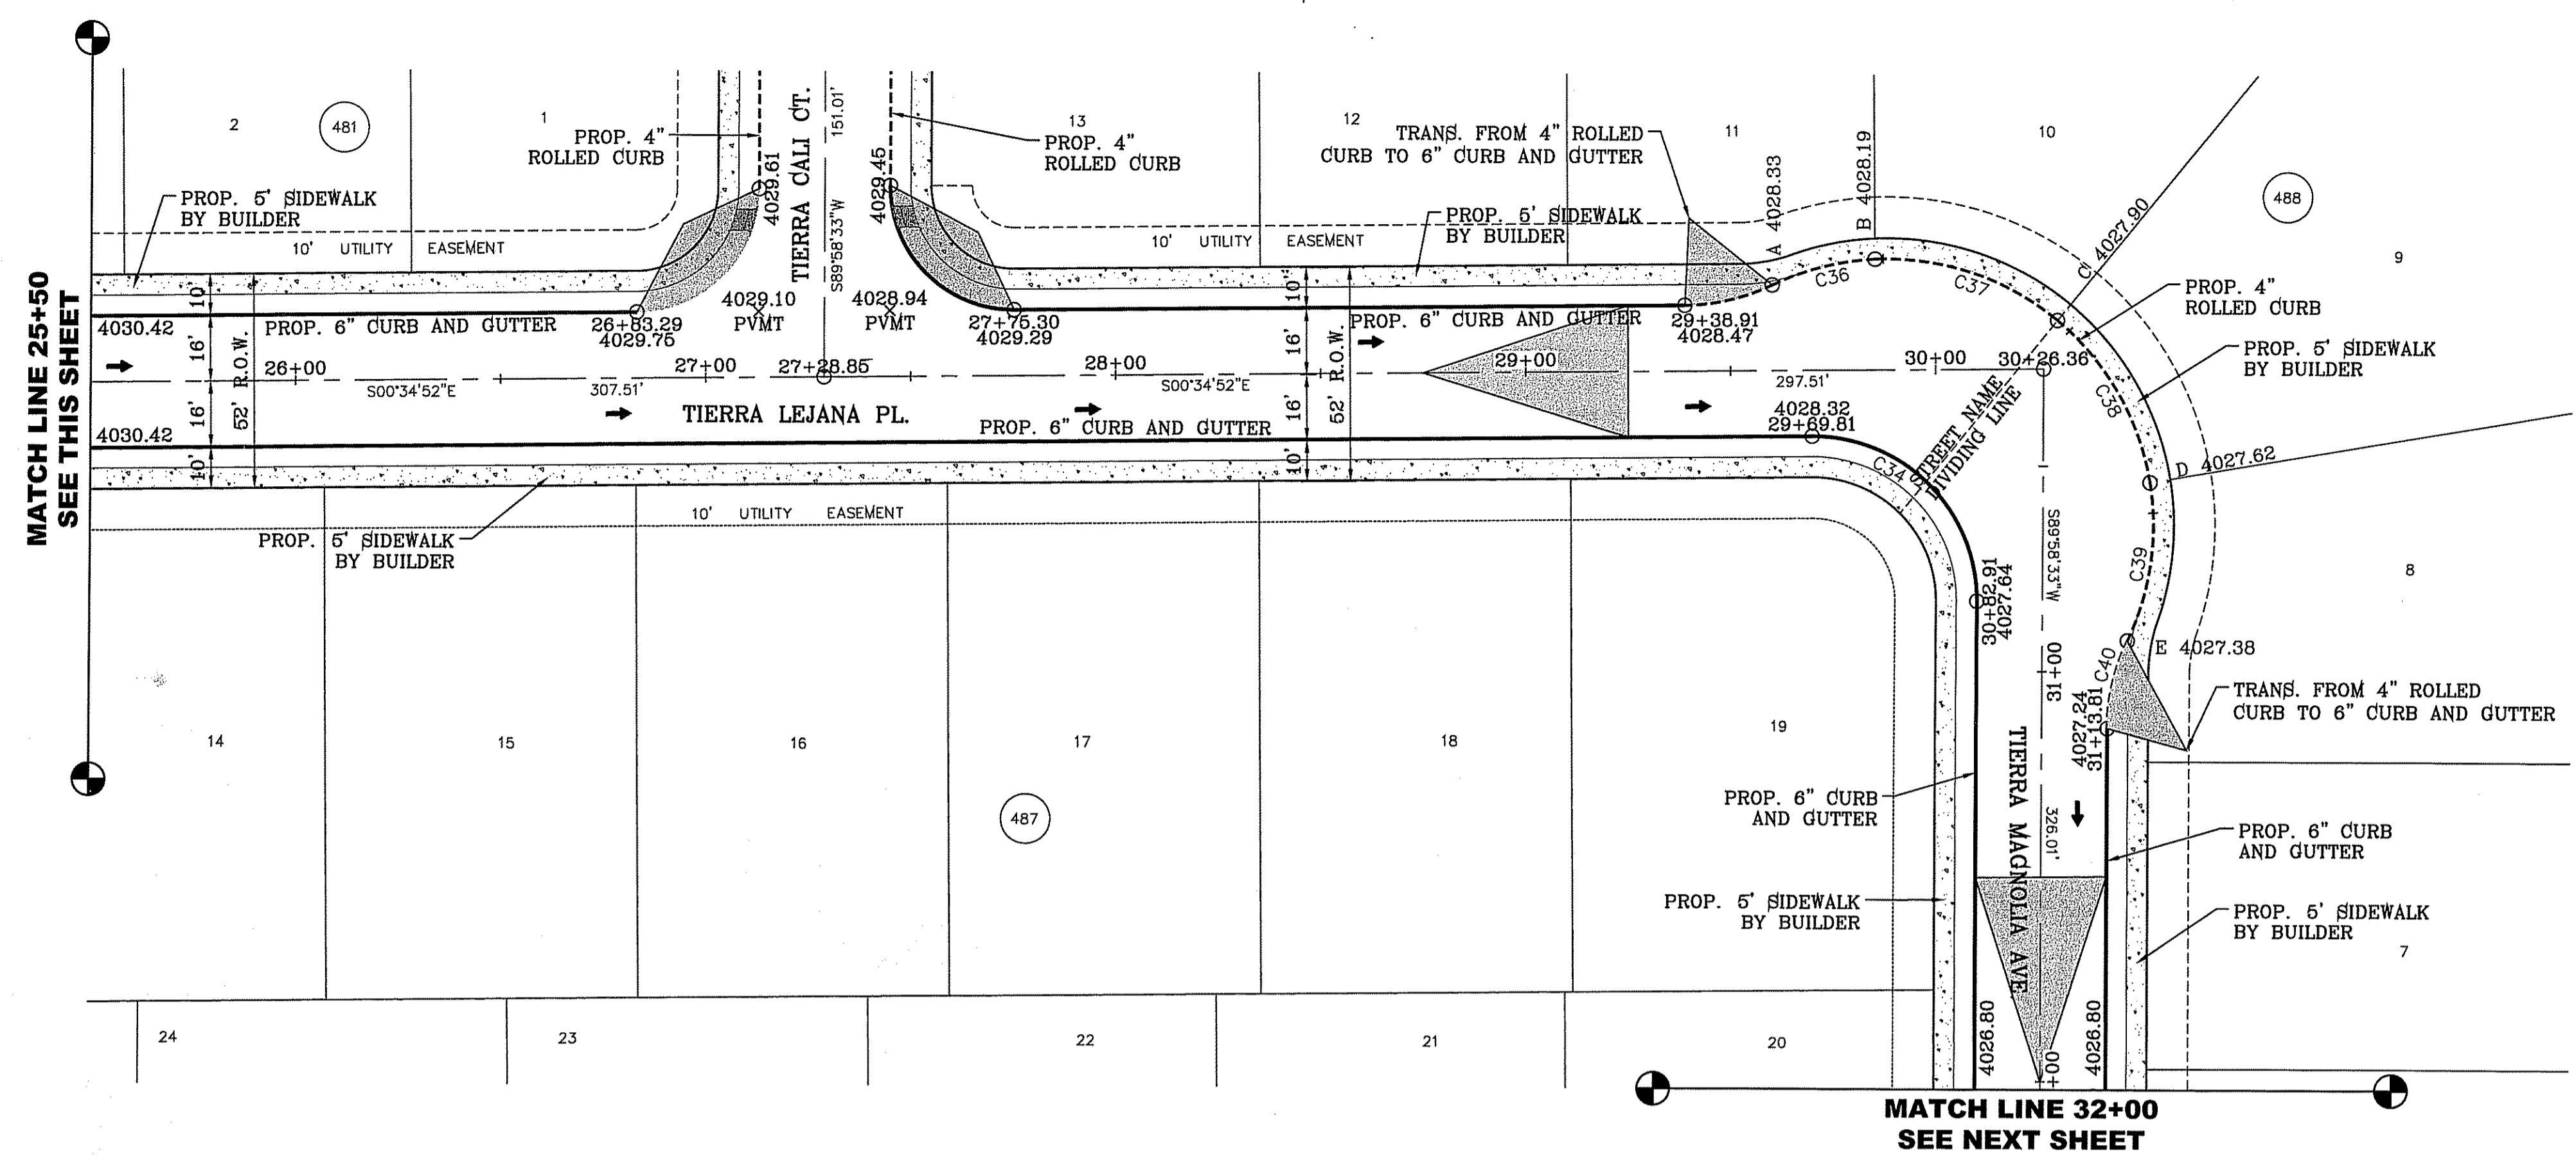 2
481
1
PROP. 4"
ROLLED CURB
TIERRA CALI CT.
151.01'
S89°58'33"W
13
PROP. 4"
ROLLED CURB
12
TRANS. FROM 4" ROLLED
CURB TO 6" CURB AND GUTTER
11
10
488
9
PROP. 5' SIDEWALK
BY BUILDER
10' UTILITY EASEMENT
4029.61
4029.45
10' UTILITY EASEMENT
PROP. 5' SIDEWALK
BY BUILDER
A 4028.33
B 4028.19
C 4027.90
C36
C37
PROP. 4"
ROLLED CURB
PROP. 5' SIDEWALK
BY BUILDER
MATCH LINE 25+50
SEE THIS SHEET
10'
16'
16'
10'
52' R.O.W.
4030.42
PROP. 6" CURB AND GUTTER
26+83.29
4029.75
4029.10
PVMT
4028.94
PVMT
27+75.30
4029.29
10'
16'
16'
10'
52' R.O.W.
PROP. 6" CURB AND GUTTER
29+38.91
4028.47
26+00
S00°34'52"E
307.51'
27+00
27+28.85
28+00
S00°34'52"E
29+00
297.51'
30+00
30+26.36
TIERRA LEJANA PL.
4030.42
PROP. 6" CURB AND GUTTER
4028.32
29+69.81
C34
STREET NAME
DIVIDING LINE
C38
D 4027.62
C39
S89°58'33"W
10' UTILITY EASEMENT
PROP. 5' SIDEWALK
BY BUILDER
30+82.91
4027.64
8
E 4027.38
C40
31+00
4027.24
31+13.81
TRANS. FROM 4" ROLLED
CURB TO 6" CURB AND GUTTER
14
15
16
17
18
19
487
PROP. 6" CURB
AND GUTTER
TIERRA MAGNOLIA AVE.
326.01'
PROP. 6" CURB
AND GUTTER
PROP. 5' SIDEWALK
BY BUILDER
PROP. 5' SIDEWALK
BY BUILDER
7
24
23
22
21
20
4026.80
+00
4026.80
MATCH LINE 32+00
SEE NEXT SHEET